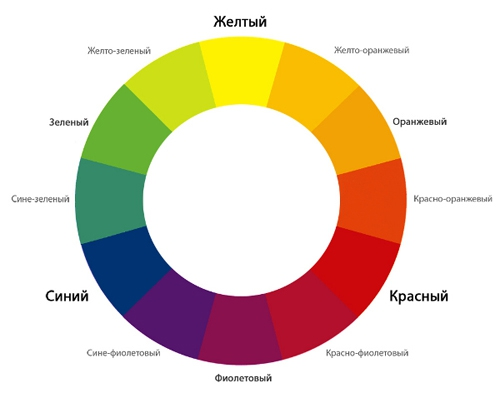 Желтый
Желто-зеленый
Желто-оранжевый
Зеленый
Оранжевый
Сине-зеленый
Красно-оранжевый
Синий
Красный
Сине-фиолетовый
Красно-фиолетовый
Фиолетовый